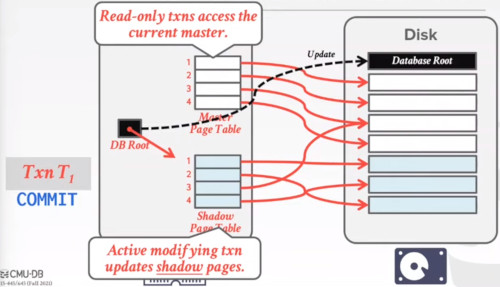 Read-only txns access the
current master.
Disk
Update
Database Root
1
2
3
4
Master
Page Table
DB Root
Txn T1
COMMIT
1
2
3
4
Shadow
Page Table
Active modifying txn
updates shadow pages.
CMU-DB
15-445/645 (Fall 2022)